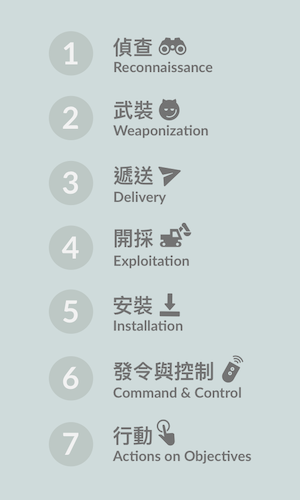 1
偵查
Reconnaissance
2
武裝
Weaponization
3
遞送
Delivery
4
開採
Exploitation
5
安裝
Installation
6
發令與控制
Command & Control
7
行動
Actions on Objectives